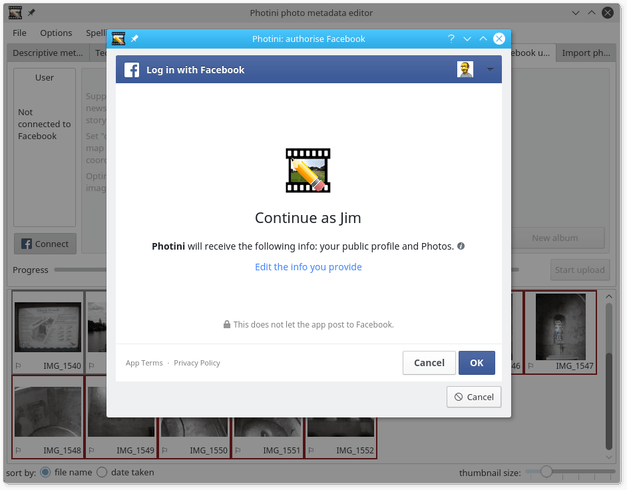 Photini photo metadata editor
File Options Spell
Photini: authorise Facebook
Descriptive met... Te
ebook u... Import ph...
Log in with Facebook
User
Not
connected to
Facebook
Supp
news
story
Set "c
map
coord
Optio
imag
Continue as Jim
Photini will receive the following info: your public profile and Photos.
Edit the info you provide
Connect
New album
Progress
Start upload
This does not let the app post to Facebook.
App Terms · Privacy Policy
Cancel OK
IMG_1540
46
IMG_1547
Cancel
IMG_1548 IMG_1549 IMG_1550 IMG_1551 IMG_1552
sort by: file name date taken thumbnail size: